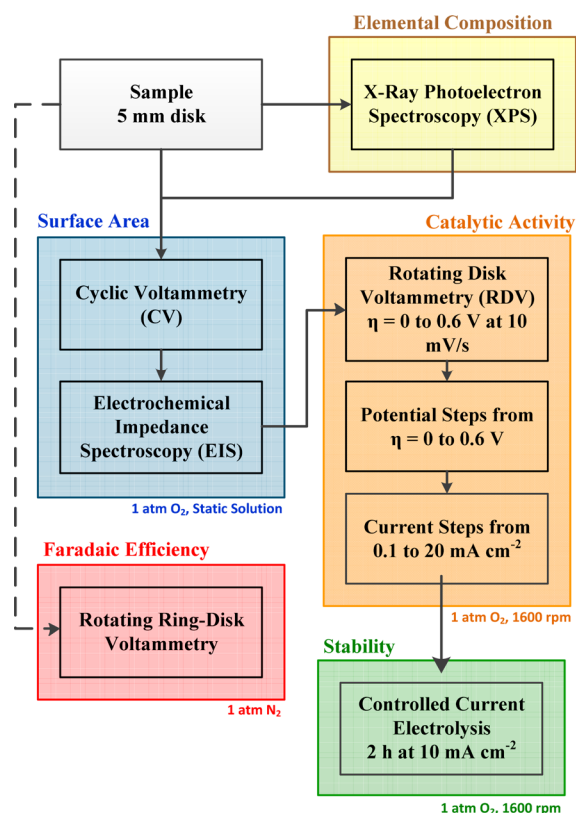 Elemental Composition
Sample
5 mm disk
X-Ray Photoelectron
Spectroscopy (XPS)
Surface Area
Cyclic Voltammetry
(CV)
Electrochemical
Impedance
Spectroscopy (EIS)
1 atm O₂, Static Solution
Catalytic Activity
Rotating Disk
Voltammetry (RDV)
η = 0 to 0.6 V at 10
mV/s
Potential Steps from
η = 0 to 0.6 V
Current Steps from
0.1 to 20 mA cm⁻²
1 atm O₂, 1600 rpm
Faradaic Efficiency
Rotating Ring-Disk
Voltammetry
1 atm N₂
Stability
Controlled Current
Electrolysis
2 h at 10 mA cm⁻²
1 atm O₂, 1600 rpm